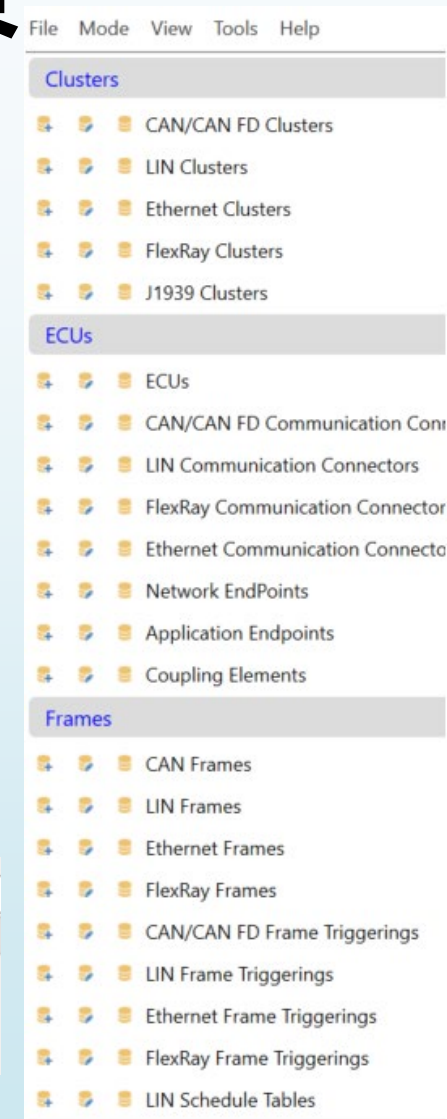 File Mode View Tools Help
Clusters
CAN/CAN FD Clusters
LIN Clusters
Ethernet Clusters
FlexRay Clusters
J1939 Clusters
ECUs
ECUs
CAN/CAN FD Communication Conn
LIN Communication Connectors
FlexRay Communication Connector
Ethernet Communication Connecto
Network EndPoints
Application Endpoints
Coupling Elements
Frames
CAN Frames
LIN Frames
Ethernet Frames
FlexRay Frames
CAN/CAN FD Frame Triggerings
LIN Frame Triggerings
Ethernet Frame Triggerings
FlexRay Frame Triggerings
LIN Schedule Tables